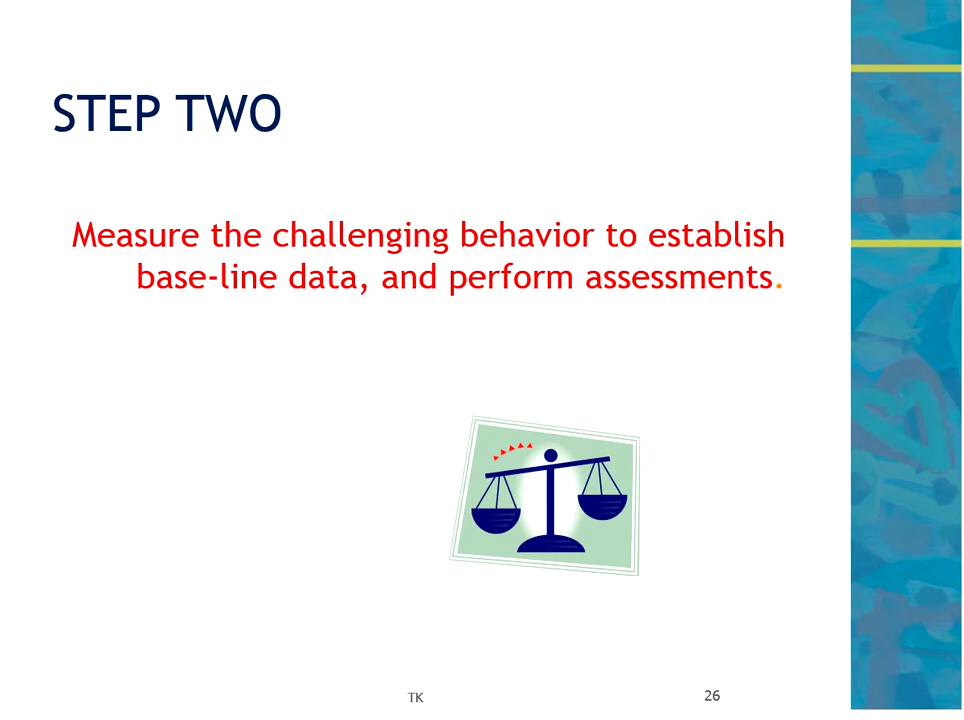 STEP TWO
Measure the challenging behavior to establish
base-line data, and perform assessments.
TK
26